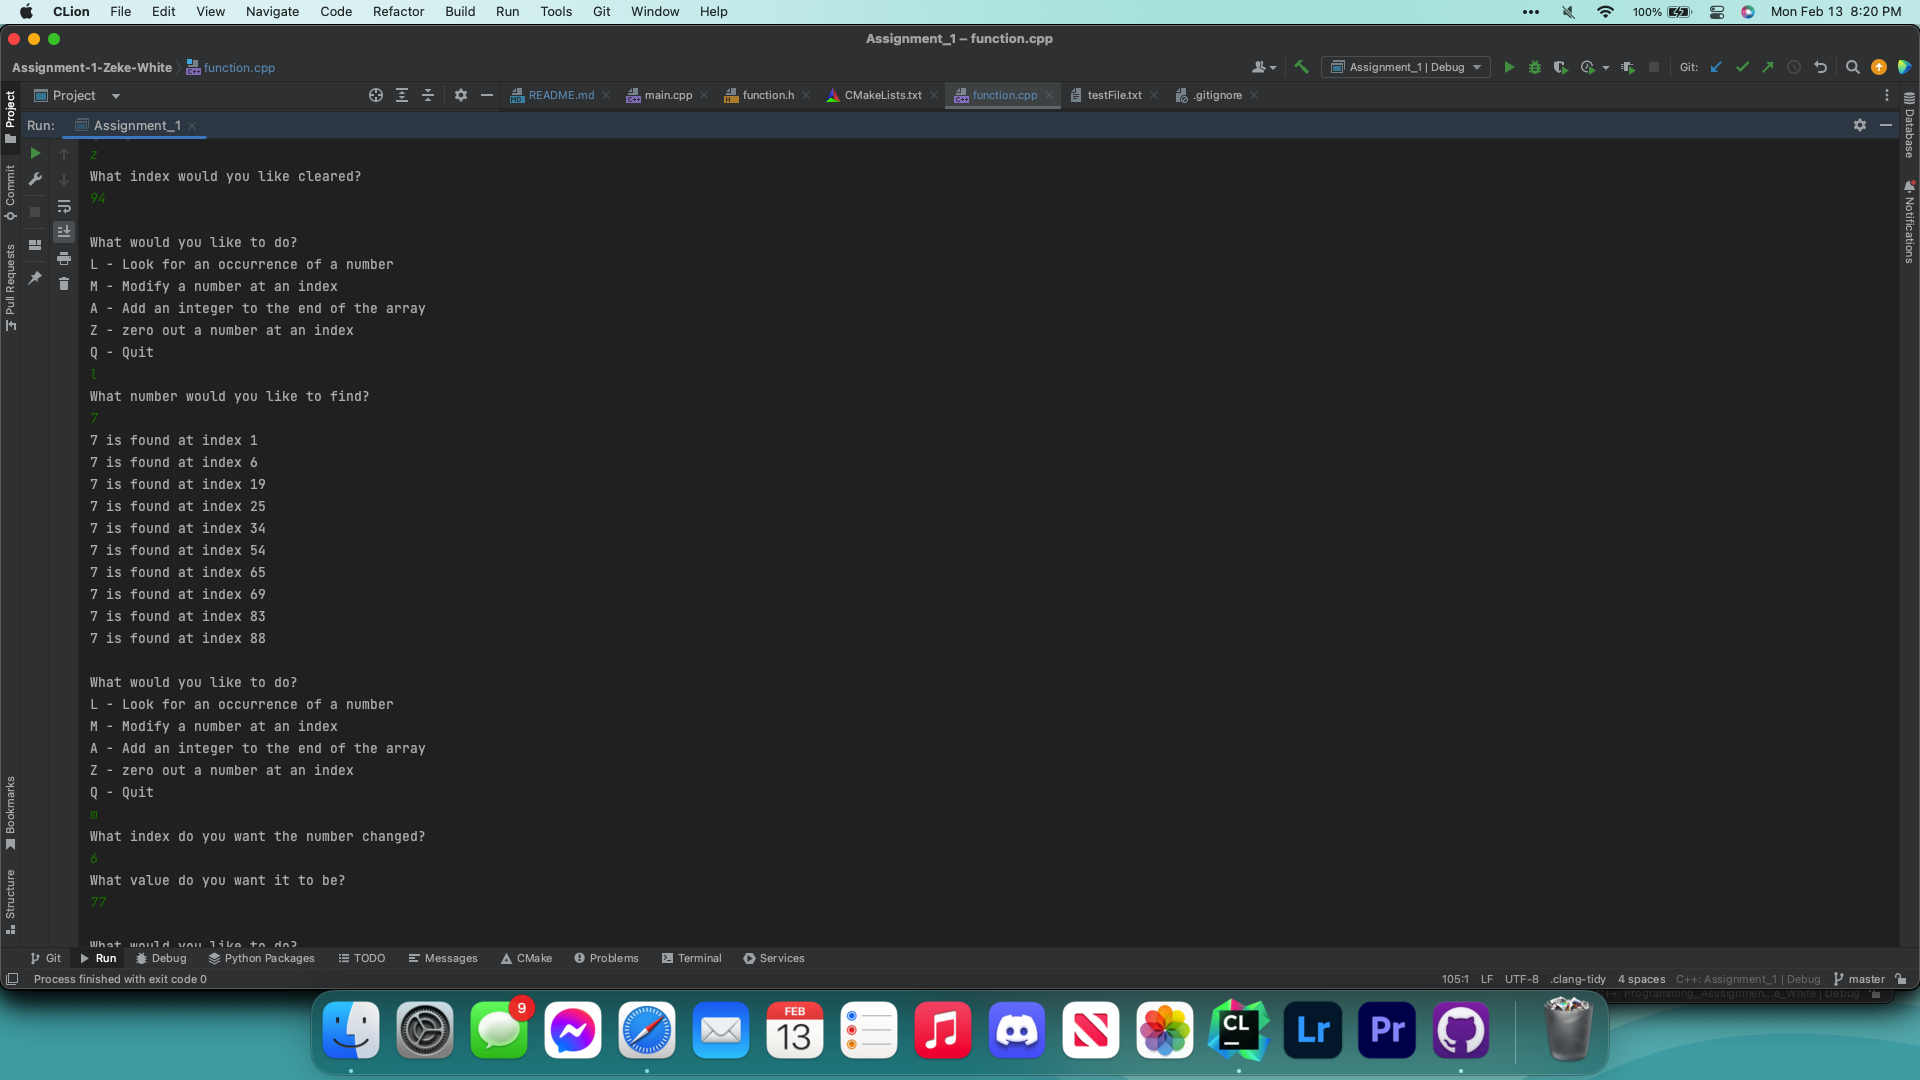 CLion File Edit View Navigate Code Refactor Build Run Tools Git Window Help 100% Mon Feb 13 8:20 PM
Assignment_1 – function.cpp
Assignment-1-Zeke-White function.cpp Assignment_1 | Debug Git:
Project README.md main.cpp function.h CMakeLists.txt function.cpp testFile.txt .gitignore
Run: Assignment_1
Project
Commit
Pull Requests
Bookmarks
Structure
Database
Notifications
z
What index would you like cleared?
94
What would you like to do?
L - Look for an occurrence of a number
M - Modify a number at an index
A - Add an integer to the end of the array
Z - zero out a number at an index
Q - Quit
l
What number would you like to find?
7
7 is found at index 1
7 is found at index 6
7 is found at index 19
7 is found at index 25
7 is found at index 34
7 is found at index 54
7 is found at index 65
7 is found at index 69
7 is found at index 83
7 is found at index 88
What would you like to do?
L - Look for an occurrence of a number
M - Modify a number at an index
A - Add an integer to the end of the array
Z - zero out a number at an index
Q - Quit
m
What index do you want the number changed?
6
What value do you want it to be?
77
What would you like to do?
Git Run Debug Python Packages TODO Messages CMake Problems Terminal Services
Process finished with exit code 0 105:1 LF UTF-8 .clang-tidy 4 spaces C++: Assignment_1 | Debug master
9
FEB
13
CL
Lr
Pr